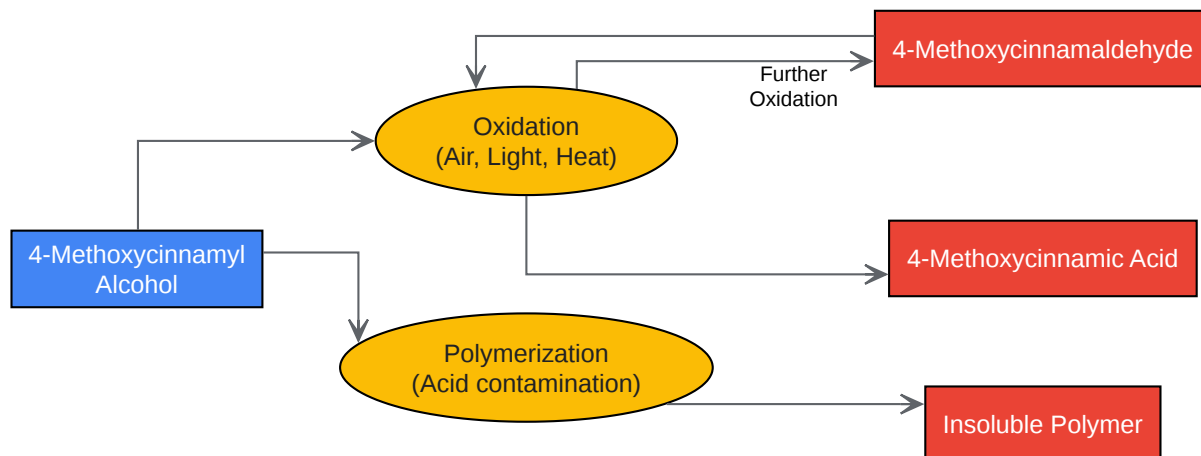 4-Methoxycinnamaldehyde
Further
Oxidation
Oxidation
(Air, Light, Heat)
4-Methoxycinnamyl
Alcohol
4-Methoxycinnamic Acid
Polymerization
(Acid contamination)
Insoluble Polymer